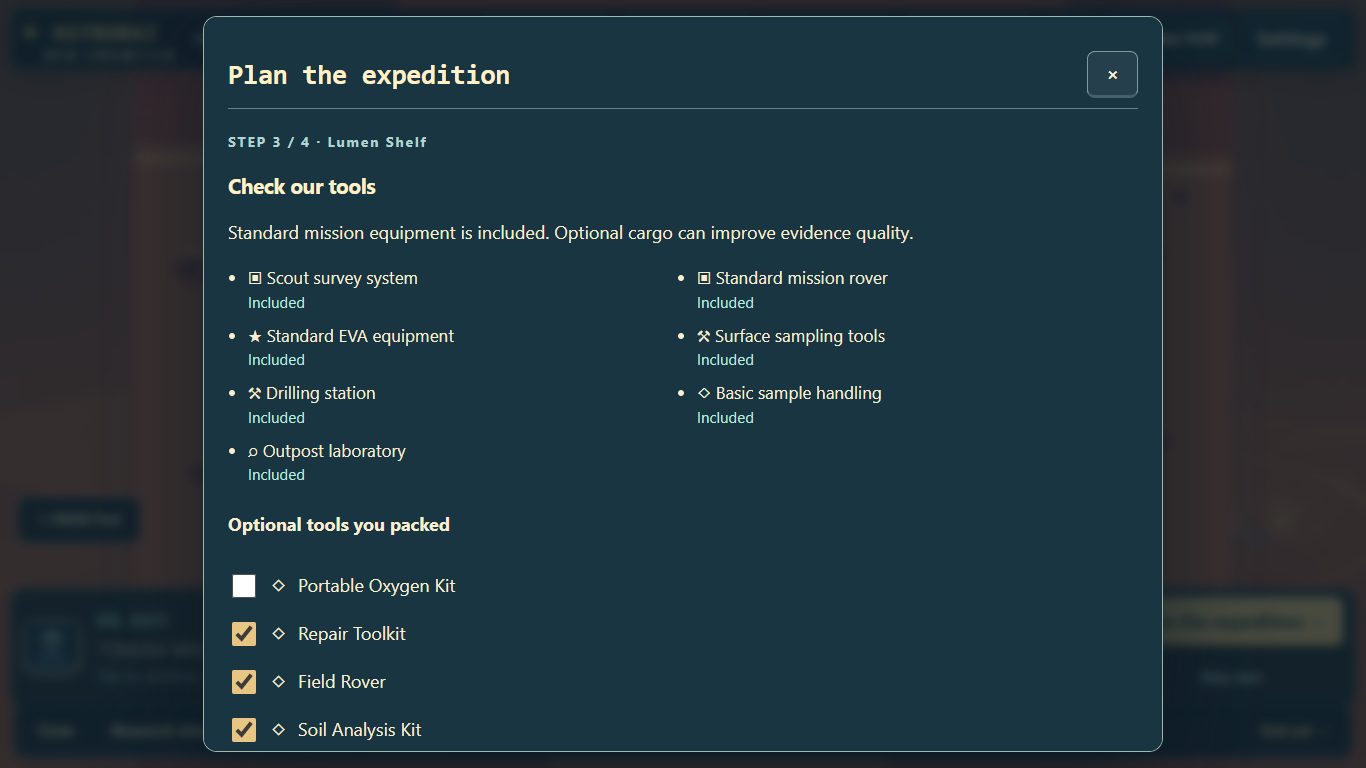 Plan the expedition
×
STEP 3 / 4 · Lumen Shelf
Check our tools
Standard mission equipment is included. Optional cargo can improve evidence quality.
Scout survey system
Included
Standard mission rover
Included
Standard EVA equipment
Included
Surface sampling tools
Included
Drilling station
Included
Basic sample handling
Included
Outpost laboratory
Included
Optional tools you packed
Portable Oxygen Kit
Repair Toolkit
Field Rover
Soil Analysis Kit
Settings